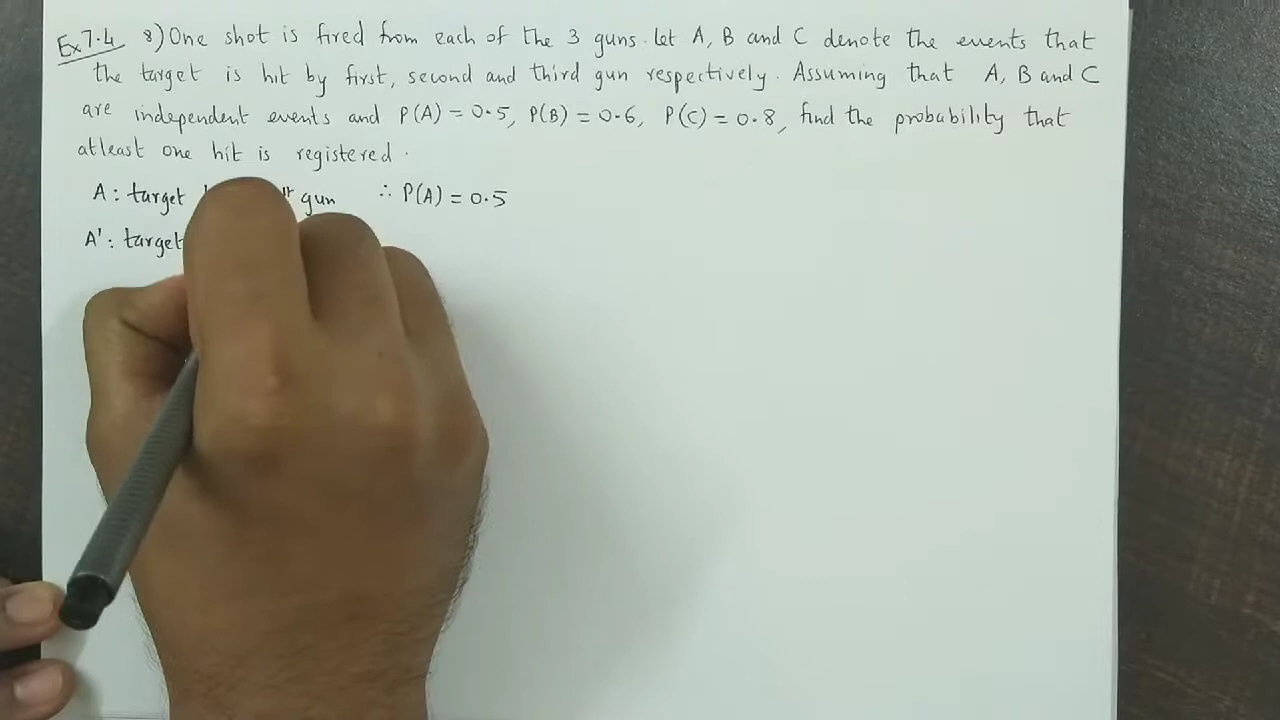 Ex 7.4 8) One shot is fired from each of the 3 guns. let A, B and C denote the events that
the target is hit by first, second and third gun respectively. Assuming that A, B and C
are independent events and P(A) = 0.5, P(B) = 0.6, P(C) = 0.8, find the probability that
atleast one hit is registered.
A : target gun ∴ P(A) = 0.5
A' : target